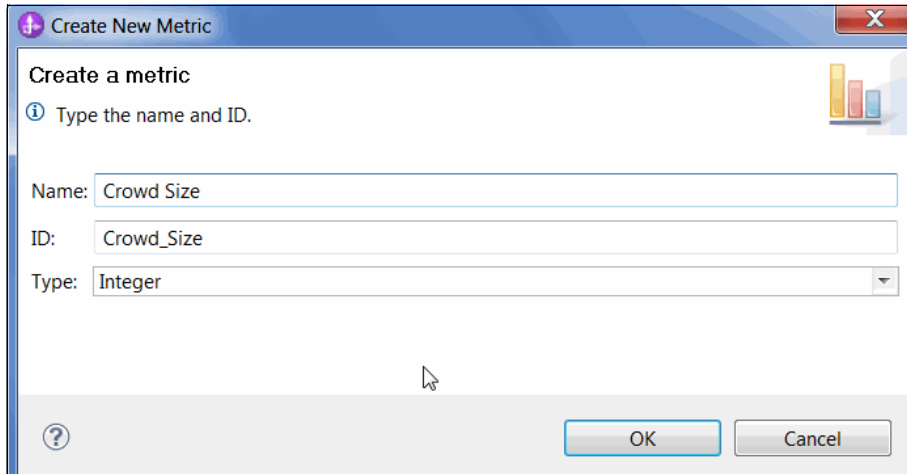 Create New Metric
X
Create a metric
Type the name and ID.
Name: Crowd Size
ID: Crowd_Size
Type: Integer
?
OK Cancel